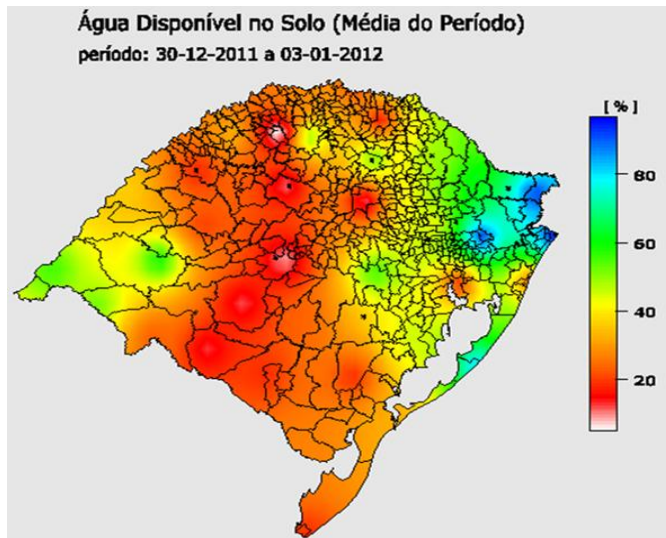 Água Disponível no Solo (Média do Período)
período: 30-12-2011 a 03-01-2012
[ % ]
80
60
40
20